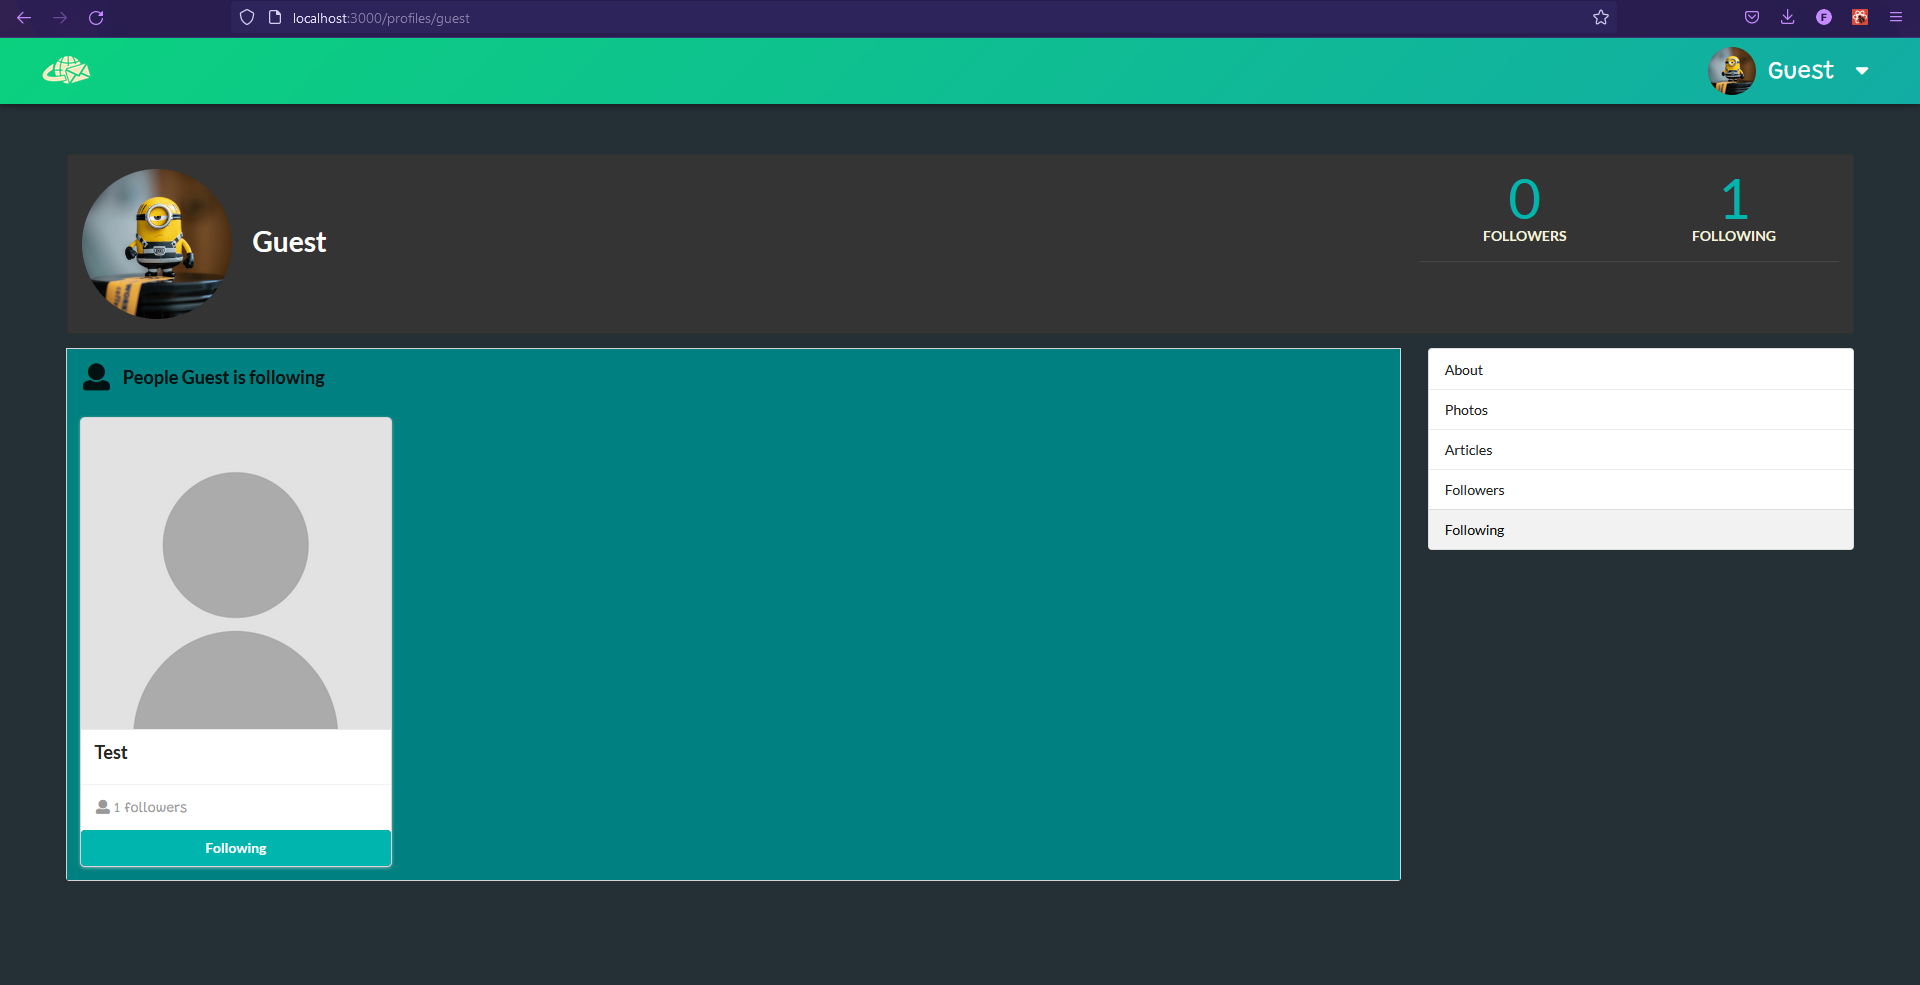 localhost:3000/profiles/guest
F
Guest
Guest
0
FOLLOWERS
1
FOLLOWING
People Guest is following
Test
1 followers
Following
About
Photos
Articles
Followers
Following